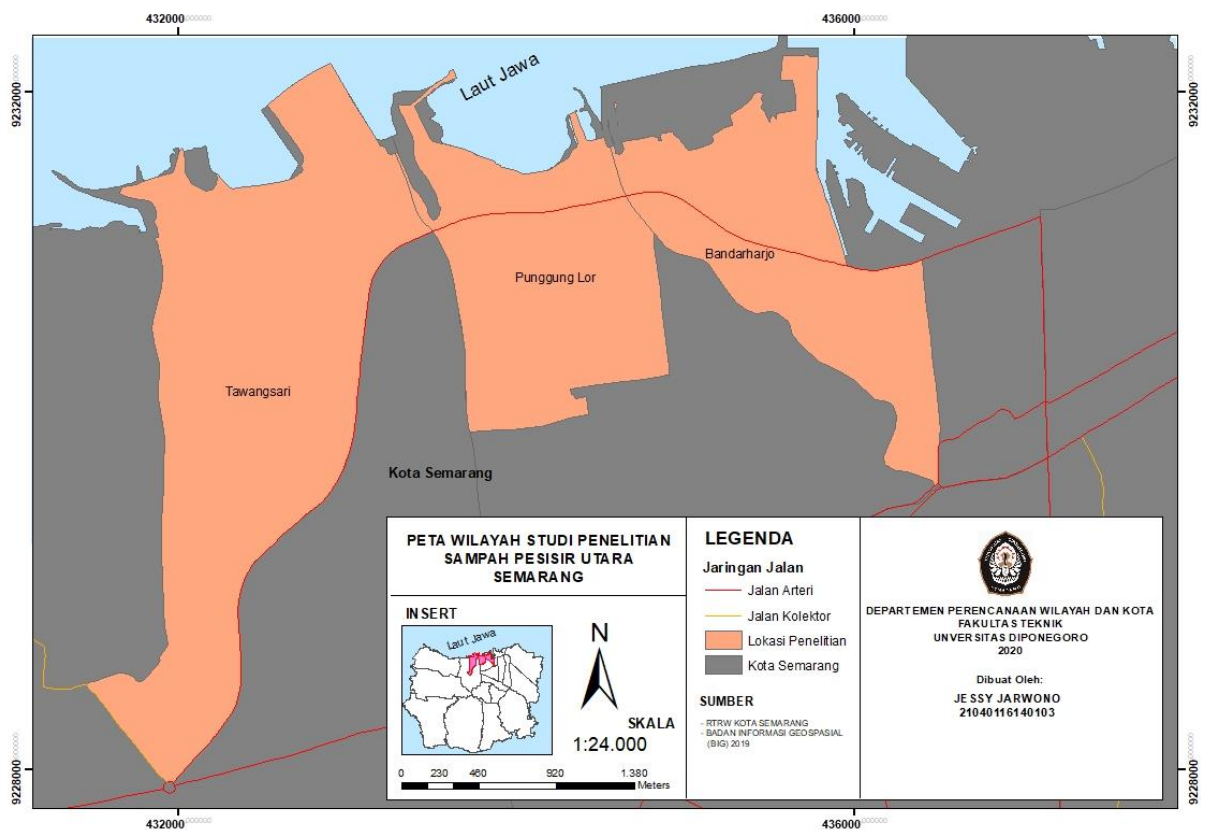 432000
436000
9232000
9232000
Laut Jawa
Punggung Lor
Bandarharjo
Tawangsari
Kota Semarang
PETA WILAYAH STUDI PENELITIAN
SAMPAH PESISIR UTARA
SEMARANG
INSERT
Laut Jawa
N
SKALA
1:24.000
0 230 460 920 1.380
Meters
LEGENDA
Jaringan Jalan
Jalan Arteri
Jalan Kolektor
Lokasi Penelitian
Kota Semarang
SUMBER
- RTRW KOTA SEMARANG
- BADAN INFORMASI GEOSPASIAL
(BIG) 2019
DEPARTEMEN PERENCANAAN WILAYAH DAN KOTA
FAKULTAS TEKNIK
UNVERSITAS DIPONEGORO
2020
Dibuat Oleh:
JESSY JARWONO
21040116140103
9228000
9228000
432000
436000